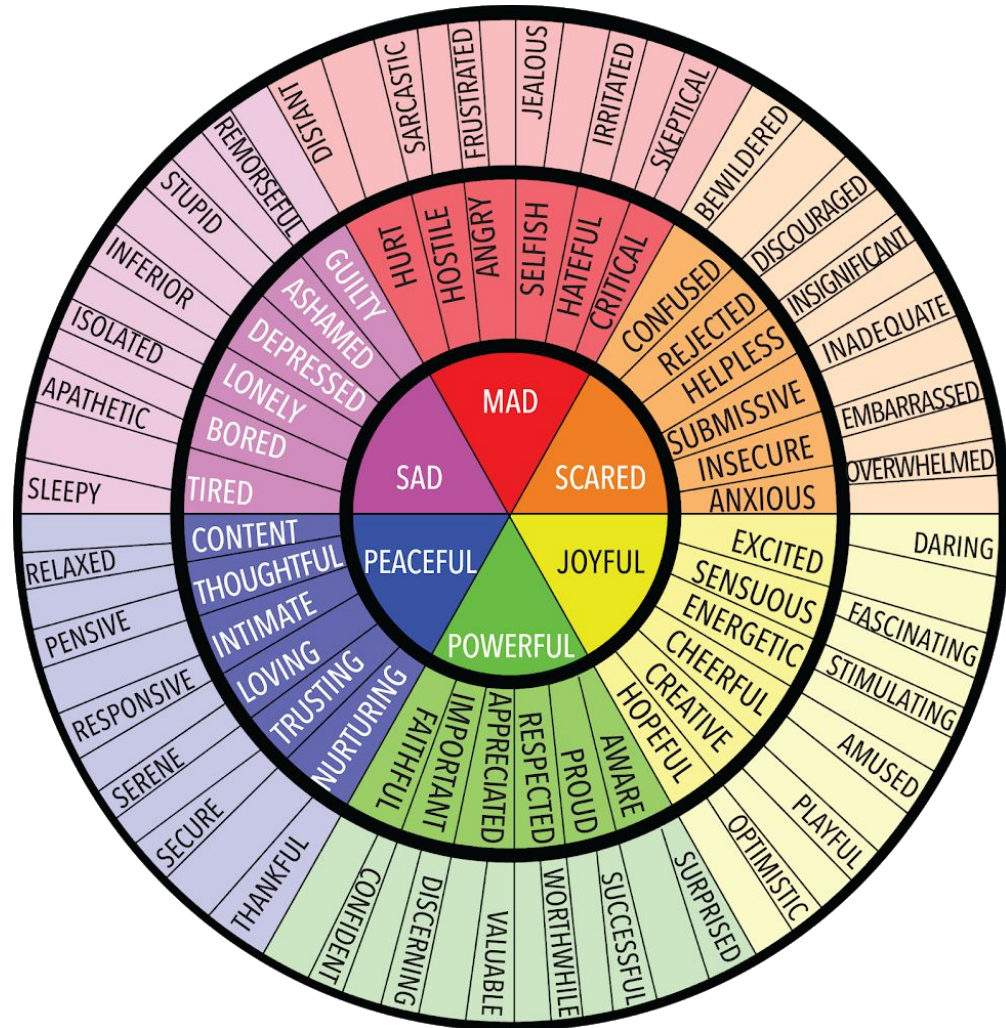 MAD
SCARED
JOYFUL
POWERFUL
PEACEFUL
SAD
HURT
HOSTILE
ANGRY
SELFISH
HATEFUL
CRITICAL
CONFUSED
REJECTED
HELPLESS
SUBMISSIVE
INSECURE
ANXIOUS
EXCITED
SENSUOUS
ENERGETIC
CHEERFUL
CREATIVE
HOPEFUL
AWARE
PROUD
RESPECTED
APPRECIATED
IMPORTANT
FAITHFUL
NURTURING
TRUSTING
LOVING
INTIMATE
THOUGHTFUL
CONTENT
TIRED
BORED
LONELY
DEPRESSED
ASHAMED
GUILTY
DISTANT
SARCASTIC
FRUSTRATED
JEALOUS
IRRITATED
SKEPTICAL
BEWILDERED
DISCOURAGED
INSIGNIFICANT
INADEQUATE
EMBARRASSED
OVERWHELMED
DARING
FASCINATING
STIMULATING
AMUSED
PLAYFUL
OPTIMISTIC
SURPRISED
SUCCESSFUL
WORTHWHILE
VALUABLE
DISCERNING
CONFIDENT
THANKFUL
SECURE
SERENE
RESPONSIVE
PENSIVE
RELAXED
SLEEPY
APATHETIC
ISOLATED
INFERIOR
STUPID
REMORSEFUL